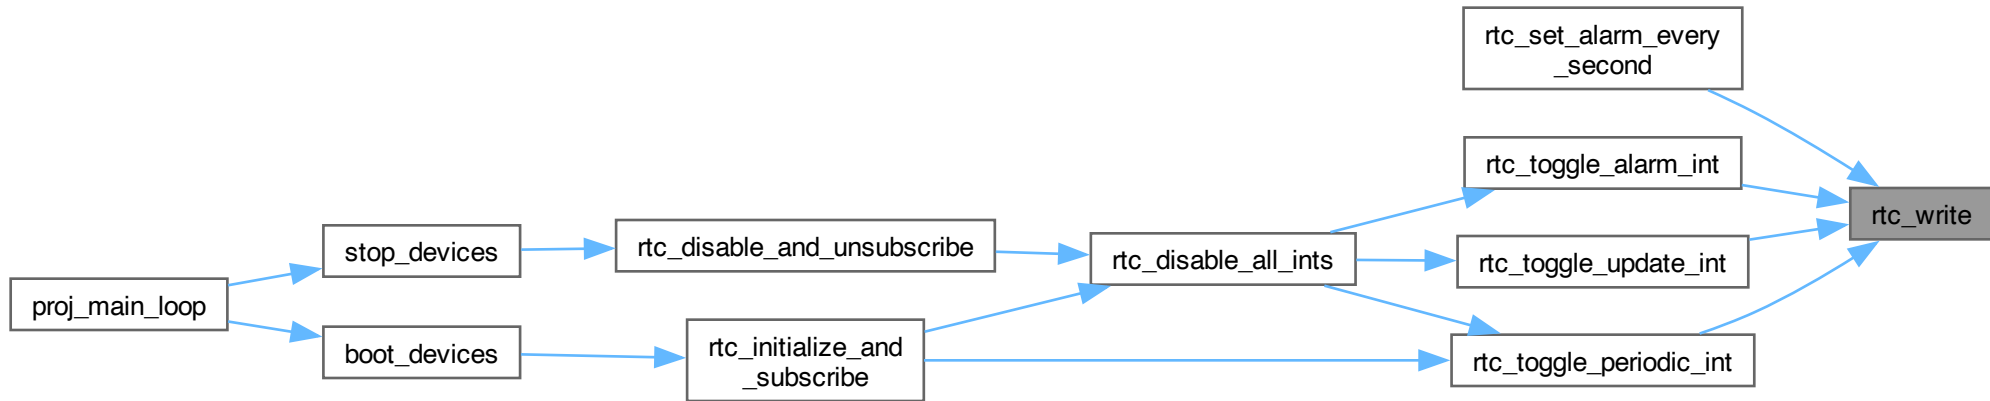 rtc_set_alarm_every
_second
rtc_toggle_alarm_int
rtc_write
stop_devices
rtc_disable_and_unsubscribe
rtc_disable_all_ints
rtc_toggle_update_int
proj_main_loop
boot_devices
rtc_initialize_and
_subscribe
rtc_toggle_periodic_int